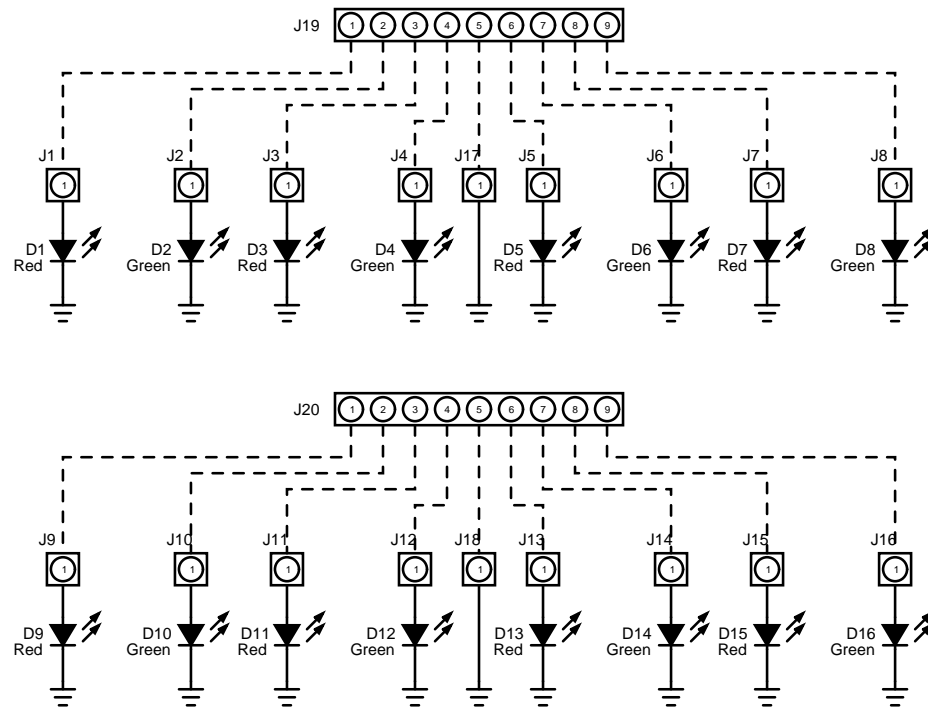 J19 1 2 3 4 5 6 7 8 9
J1 J2 J3 J4 J17 J5 J6 J7 J8
1 1 1 1 1 1 1 1 1
D1 D2 D3 D4 D5 D6 D7 D8
Red Green Red Green Red Green Red Green
J20 1 2 3 4 5 6 7 8 9
J9 J10 J11 J12 J18 J13 J14 J15 J16
1 1 1 1 1 1 1 1 1
D9 D10 D11 D12 D13 D14 D15 D16
Red Green Red Green Red Green Red Green